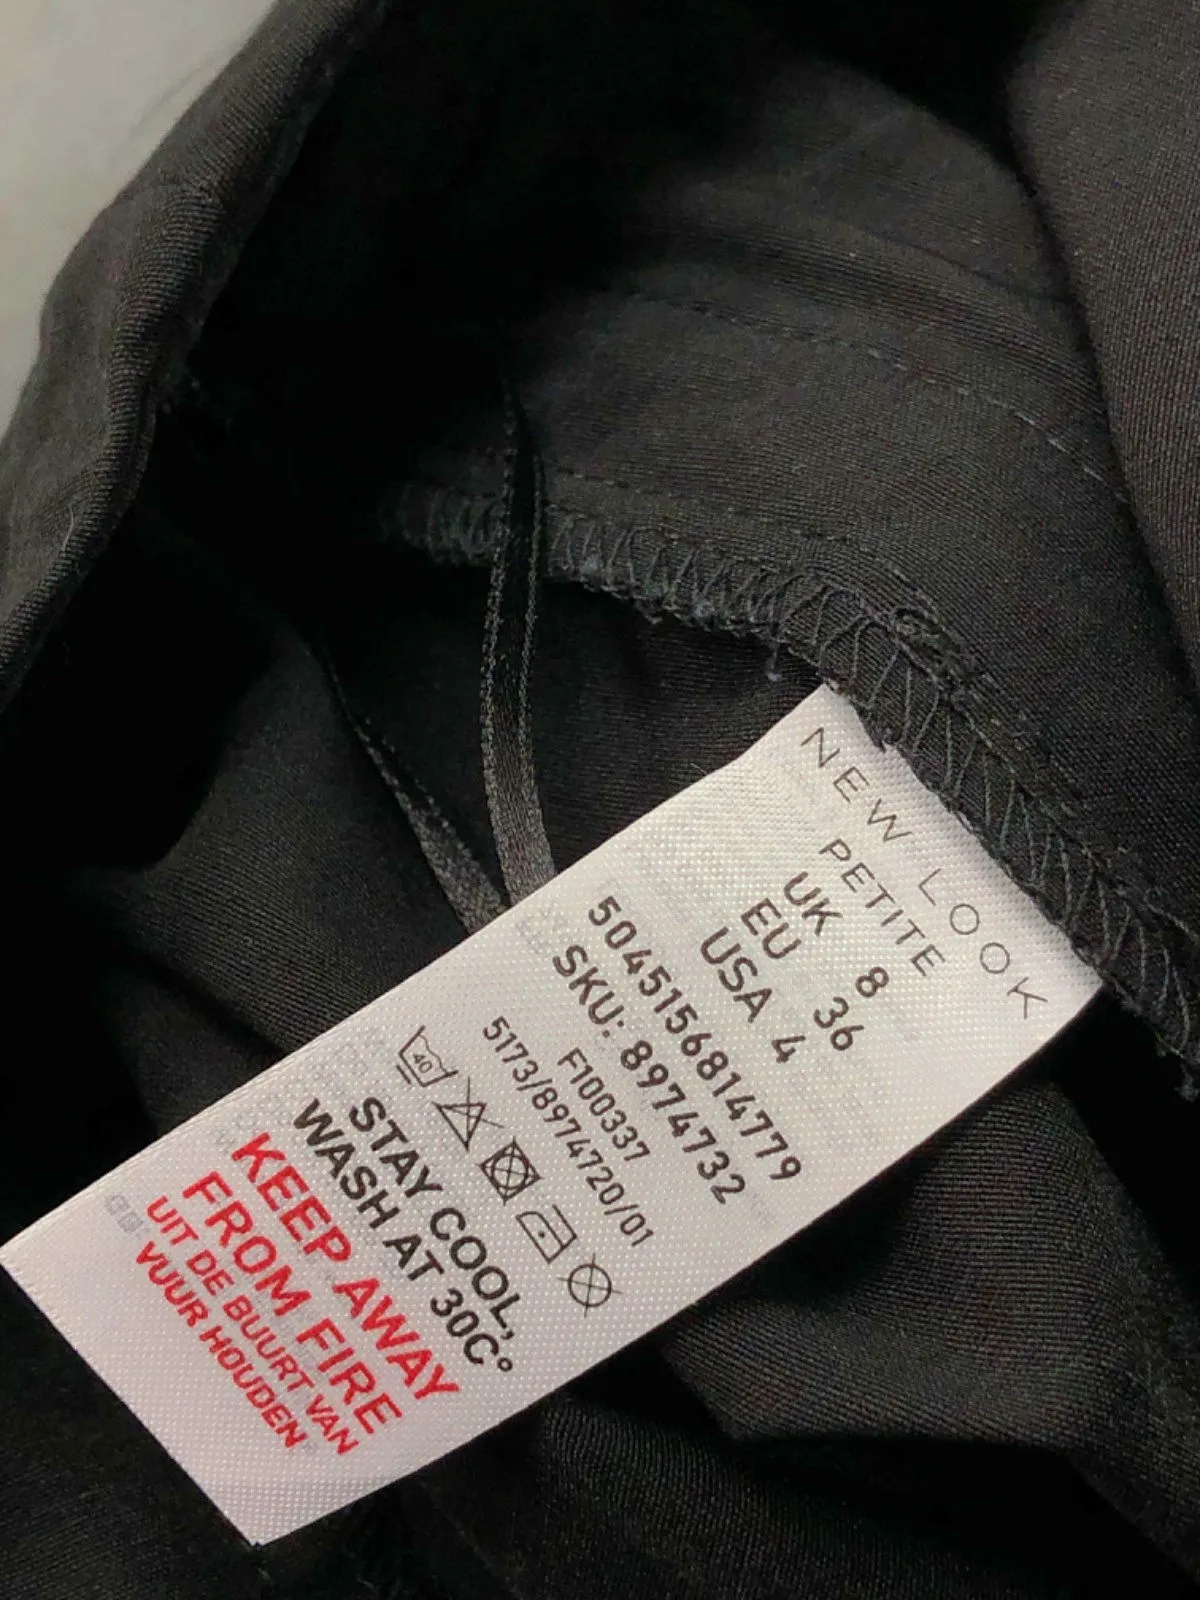 NEW LOOK
PETITE
UK 8
EU 36
USA 4
5045156814779
SKU: 8974732
F100337
5173/8974720/01
40
STAY COOL,
WASH AT 30C°
KEEP AWAY
FROM FIRE
UIT DE BUURT VAN
VUUR HOUDEN